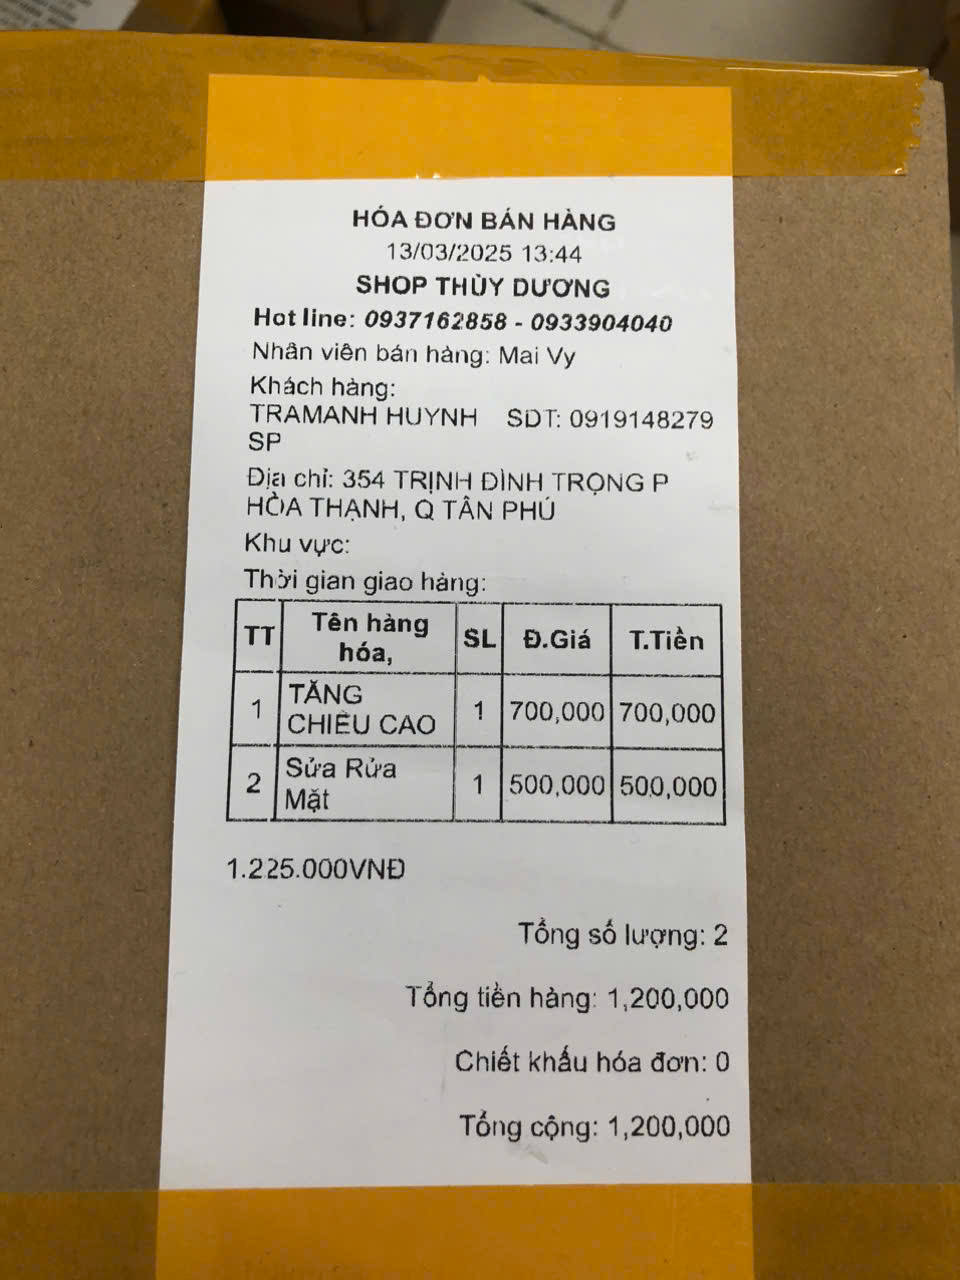 HÓA ĐƠN BÁN HÀNG
13/03/2025 13:44
SHOP THÙY DƯƠNG
Hot line: 0937162858 - 0933904040
Nhân viên bán hàng: Mai Vy
Khách hàng:
TRAMANH HUYNH SDT: 0919148279
SP
Địa chỉ: 354 TRỊNH ĐÌNH TRỌNG P
HÒA THẠNH, Q TÂN PHÚ
Khu vực:
Thời gian giao hàng:
TT Tên hàng hóa, SL Đ.Giá T.Tiền
1 TĂNG CHIỀU CAO 1 700,000 700,000
2 Sửa Rửa Mặt 1 500,000 500,000
1.225.000VNĐ
Tổng số lượng: 2
Tổng tiền hàng: 1,200,000
Chiết khấu hóa đơn: 0
Tổng cộng: 1,200,000